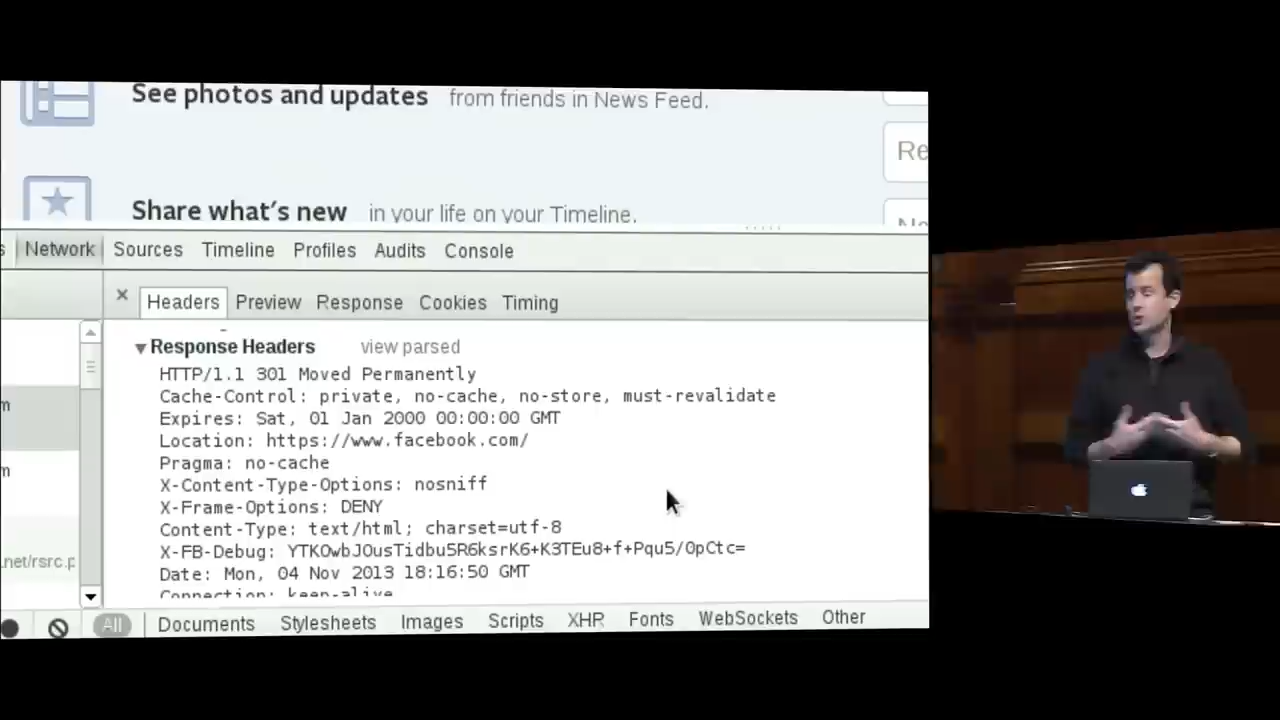 See photos and updates from friends in News Feed.
Re
Share what's new in your life on your Timeline.
s Network Sources Timeline Profiles Audits Console
× Headers Preview Response Cookies Timing
▼Response Headers view parsed
HTTP/1.1 301 Moved Permanently
Cache-Control: private, no-cache, no-store, must-revalidate
m
Expires: Sat, 01 Jan 2000 00:00:00 GMT
Location: https://www.facebook.com/
Pragma: no-cache
m
X-Content-Type-Options: nosniff
X-Frame-Options: DENY
Content-Type: text/html; charset=utf-8
X-FB-Debug: YTKOwbJOusTidbu5R6ksrK6+K3TEu8+f+Pqu5/0pCtc=
.net/rsrc.p
Date: Mon, 04 Nov 2013 18:16:50 GMT
Connection: keep-alive
All Documents Stylesheets Images Scripts XHR Fonts WebSockets Other